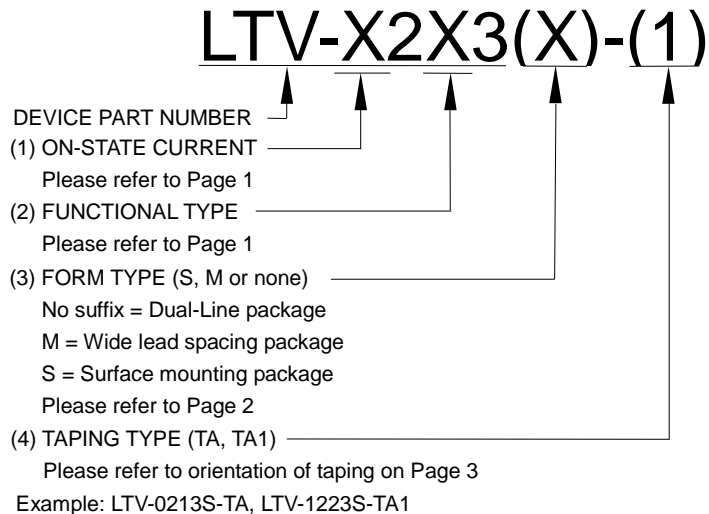 LTV-X2X3(X)-(1)
DEVICE PART NUMBER
(1) ON-STATE CURRENT
Please refer to Page 1
(2) FUNCTIONAL TYPE
Please refer to Page 1
(3) FORM TYPE (S, M or none)
No suffix = Dual-Line package
M = Wide lead spacing package
S = Surface mounting package
Please refer to Page 2
(4) TAPING TYPE (TA, TA1)
Please refer to orientation of taping on Page 3
Example: LTV-0213S-TA, LTV-1223S-TA1